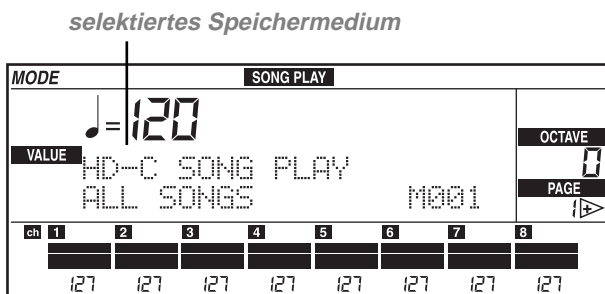 selektiertes Speichermedium
MODE SONG PLAY
♩=120
OCTAVE
VALUE HD-C SONG PLAY 0
ALL SONGS M001 PAGE
1+
ch 1 2 3 4 5 6 7 8
127 127 127 127 127 127 127 127